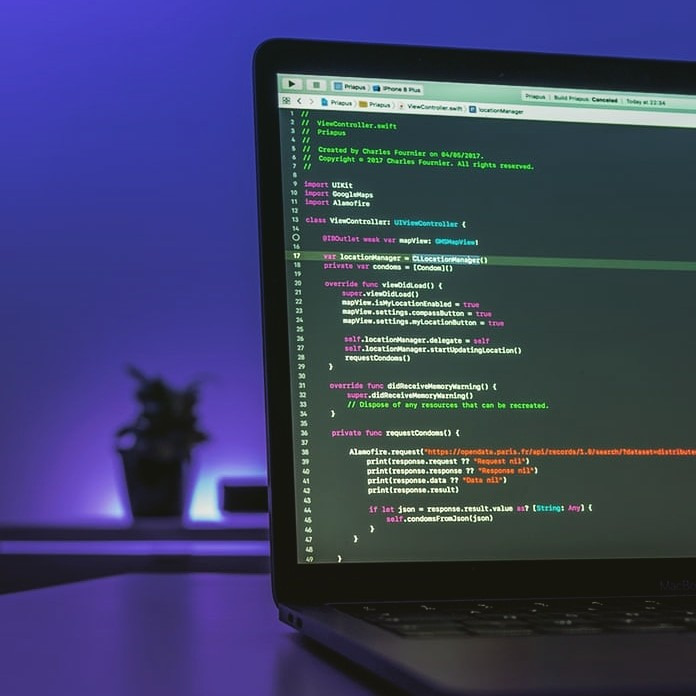 Priapus iPhone 8 Plus Priapus | Build Priapus: Canceled | Today at 22:34
Priapus Priapus ViewController.swift locationManager
1 //
2 // ViewController.swift
3 // Priapus
4 //
5 // Created by Charles Fournier on 04/05/2017.
6 // Copyright © 2017 Charles Fournier. All rights reserved.
7 //
8
9 import UIKit
10 import GoogleMaps
11 import Alamofire
12
13 class ViewController: UIViewController {
14
@IBOutlet weak var mapView: GMSMapView!
16
17 var locationManager = CLLocationManager()
18 private var condoms = [Condom]()
19
20 override func viewDidLoad() {
21 super.viewDidLoad()
22 mapView.isMyLocationEnabled = true
23 mapView.settings.compassButton = true
24 mapView.settings.myLocationButton = true
25
26 self.locationManager.delegate = self
27 self.locationManager.startUpdatingLocation()
28 requestCondoms()
29 }
30
31 override func didReceiveMemoryWarning() {
32 super.didReceiveMemoryWarning()
33 // Dispose of any resources that can be recreated.
34 }
35
36 private func requestCondoms() {
37
38 Alamofire.request("https://opendata.paris.fr/api/records/1.0/search/?dataset=distribute
39 print(response.request ?? "Request nil")
40 print(response.response ?? "Response nil")
41 print(response.data ?? "Data nil")
42 print(response.result)
43
44 if let json = response.result.value as? [String: Any] {
45 self.condomsFromJson(json)
46 }
47 }
48
49 }